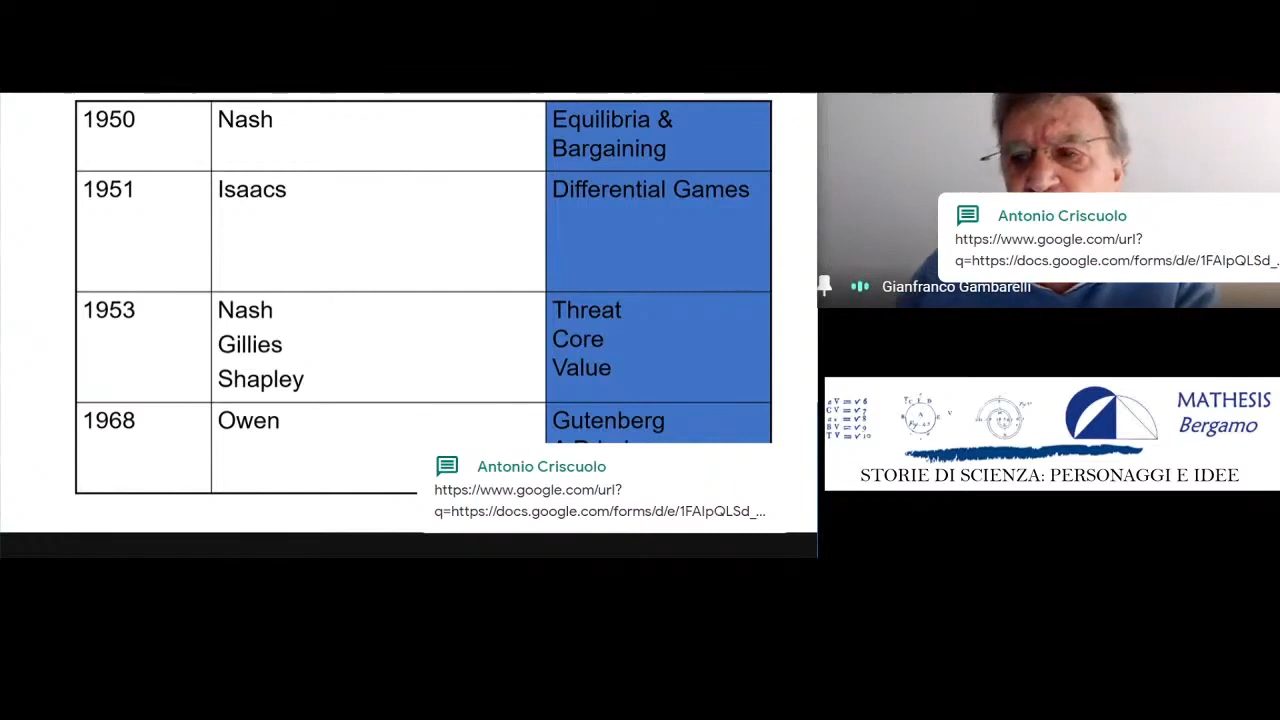 1950
Nash
Equilibria &
Bargaining
1951
Isaacs
Differential Games
1953
Nash
Gillies
Shapley
Threat
Core
Value
1968
Owen
Gutenberg
Antonio Criscuolo
https://www.google.com/url?
q=https://docs.google.com/forms/d/e/1FAIpQLSd_...
Antonio Criscuolo
https://www.google.com/url?
q=https://docs.google.com/forms/d/e/1FAIpQLSd_...
Gianfranco Gambarelli
MATHESIS
Bergamo
STORIE DI SCIENZA: PERSONAGGI E IDEE